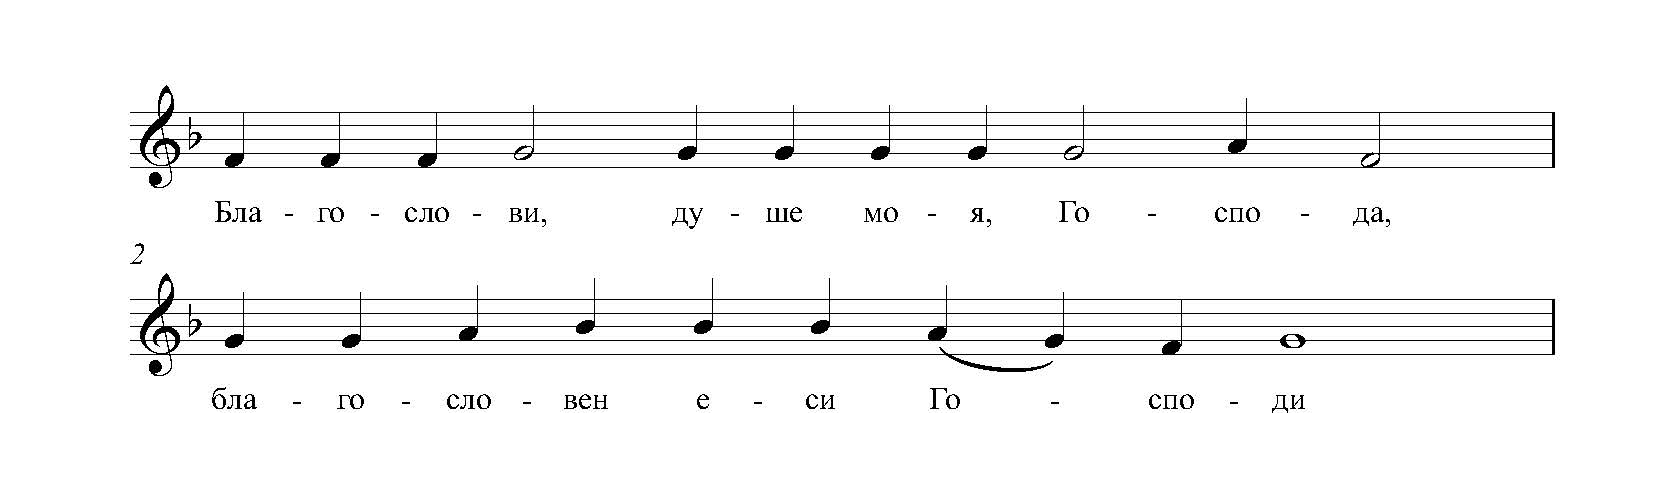 Бла - го - сло - ви, ду - ше мо - я, Го - спо - да,
2
бла - го - сло - вен е - си Го - спо - ди